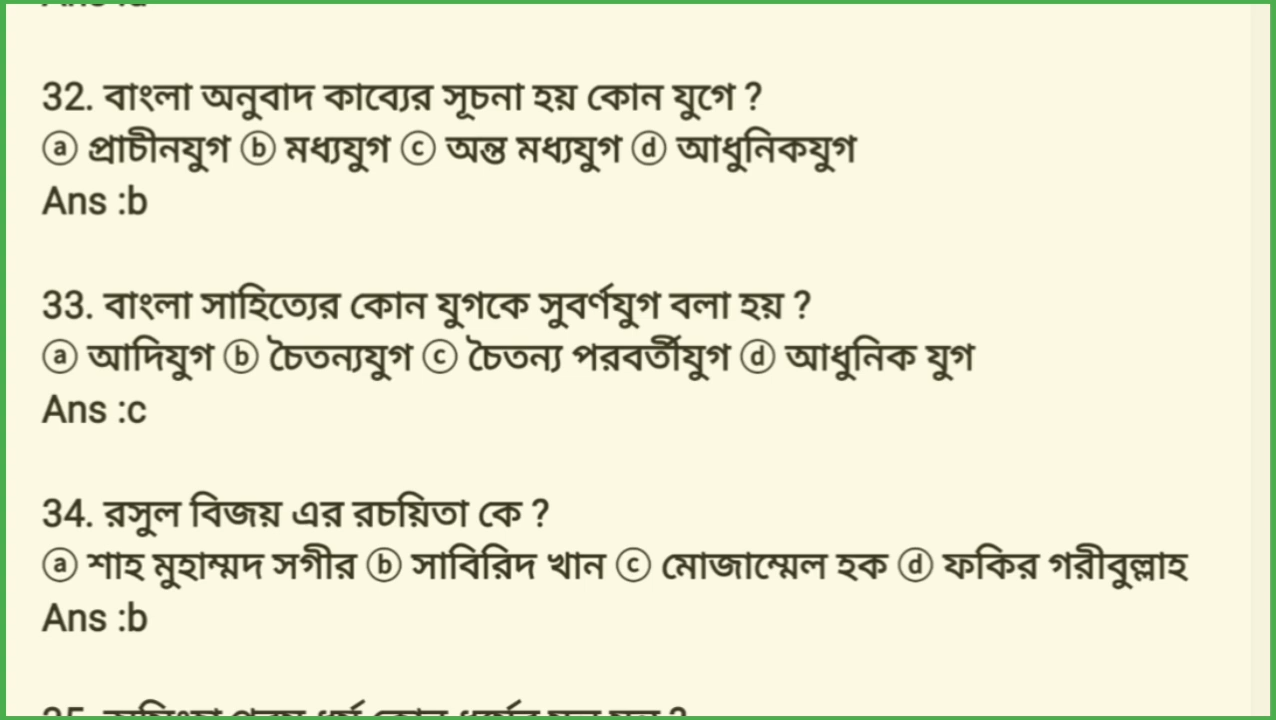 32. বাংলা অনুবাদ কাব্যের সূচনা হয় কোন যুগে ?
ⓐ প্রাচীনযুগ ⓑ মধ্যযুগ ⓒ অন্ত মধ্যযুগ ⓓ আধুনিকযুগ
Ans :b
33. বাংলা সাহিত্যের কোন যুগকে সুবর্ণযুগ বলা হয় ?
ⓐ আদিযুগ ⓑ চৈতন্যযুগ ⓒ চৈতন্য পরবর্তীযুগ ⓓ আধুনিক যুগ
Ans :c
34. রসুল বিজয় এর রচয়িতা কে ?
ⓐ শাহ মুহাম্মদ সগীর ⓑ সাবিরিদ খান ⓒ মোজাম্মেল হক ⓓ ফকির গরীবুল্লাহ
Ans :b